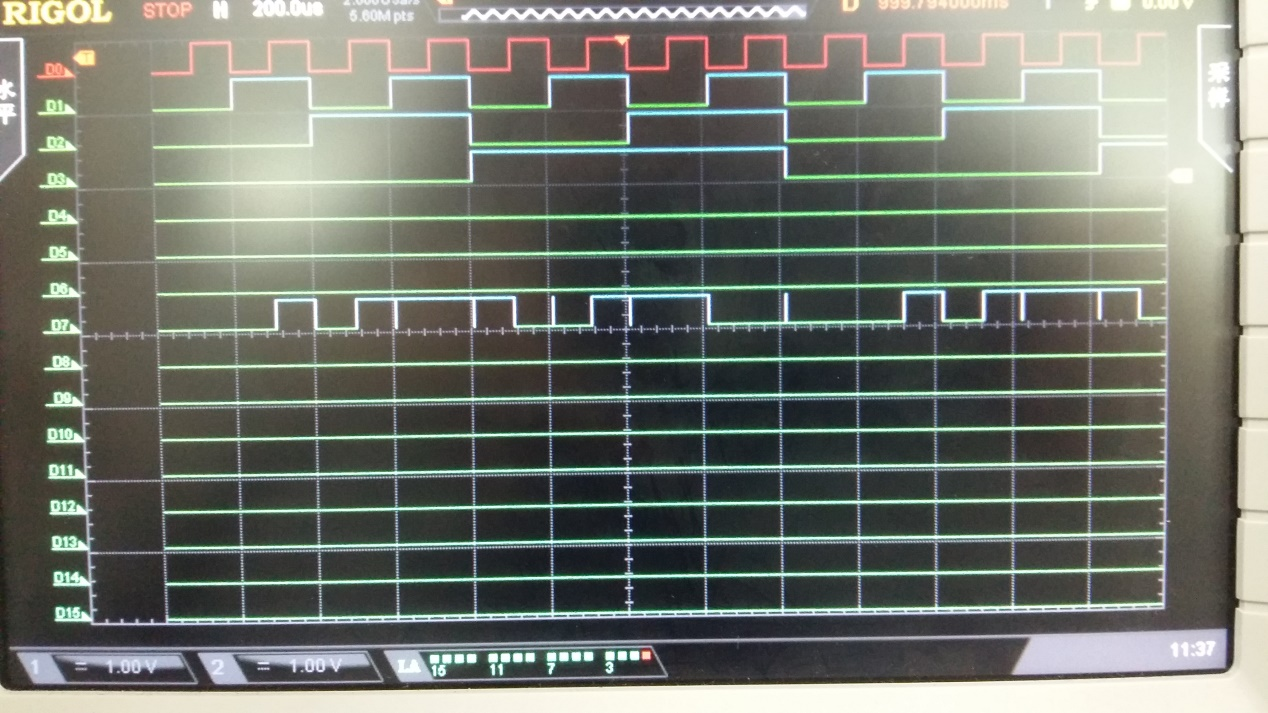 RIGOL STOP 200.0us 5.60M pts D 999.794000ms 0.00 V
T
水平
采样
D0
D1
D2
D3
D4
D5
D6
D7
D8
D9
D10
D11
D12
D13
D14
D15
1 = 1.00 V 2 = 1.00 V LA 15 11 7 3 11:37